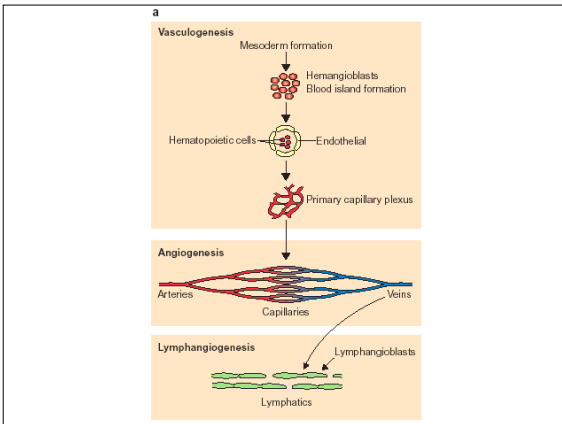 a
Vasculogenesis
Mesoderm formation
Hemangioblasts
Blood island formation
Hematopoietic cells
Endothelial
Primary capillary plexus
Angiogenesis
Arteries
Veins
Capillaries
Lymphangiogenesis
Lymphangioblasts
Lymphatics